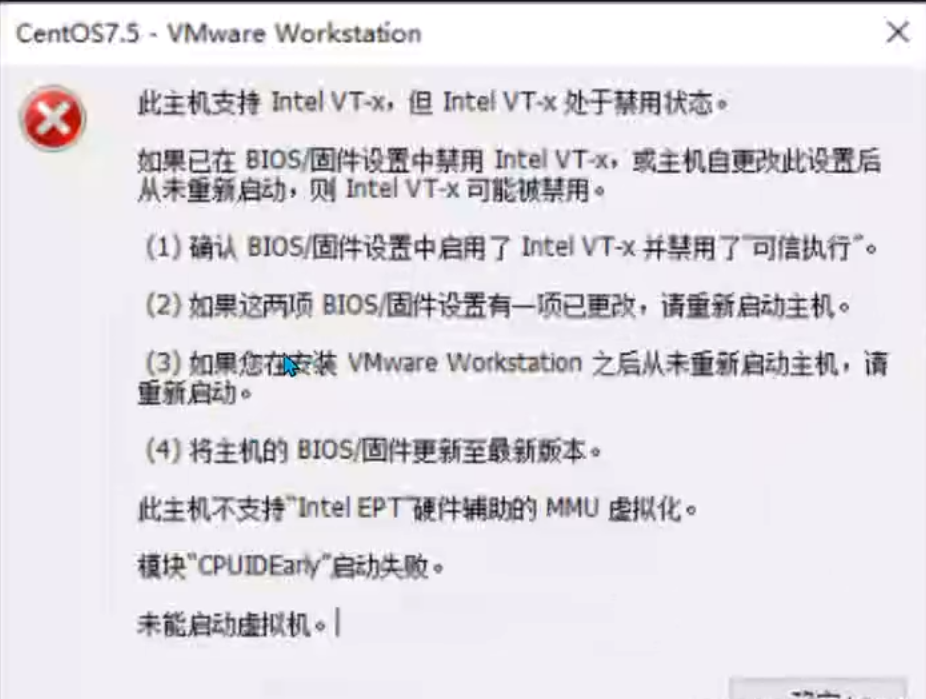 CentOS7.5 - VMware Workstation
此主机支持 Intel VT-x，但 Intel VT-x 处于禁用状态。
如果已在 BIOS/固件设置中禁用 Intel VT-x，或主机自更改此设置后
从未重新启动，则 Intel VT-x 可能被禁用。
(1) 确认 BIOS/固件设置中启用了 Intel VT-x 并禁用了“可信执行”。
(2) 如果这两项 BIOS/固件设置有一项已更改，请重新启动主机。
(3) 如果您在安装 VMware Workstation 之后从未重新启动主机，请
重新启动。
(4) 将主机的 BIOS/固件更新至最新版本。
此主机不支持“Intel EPT”硬件辅助的 MMU 虚拟化。
模块“CPUIDEarly”启动失败。
未能启动虚拟机。